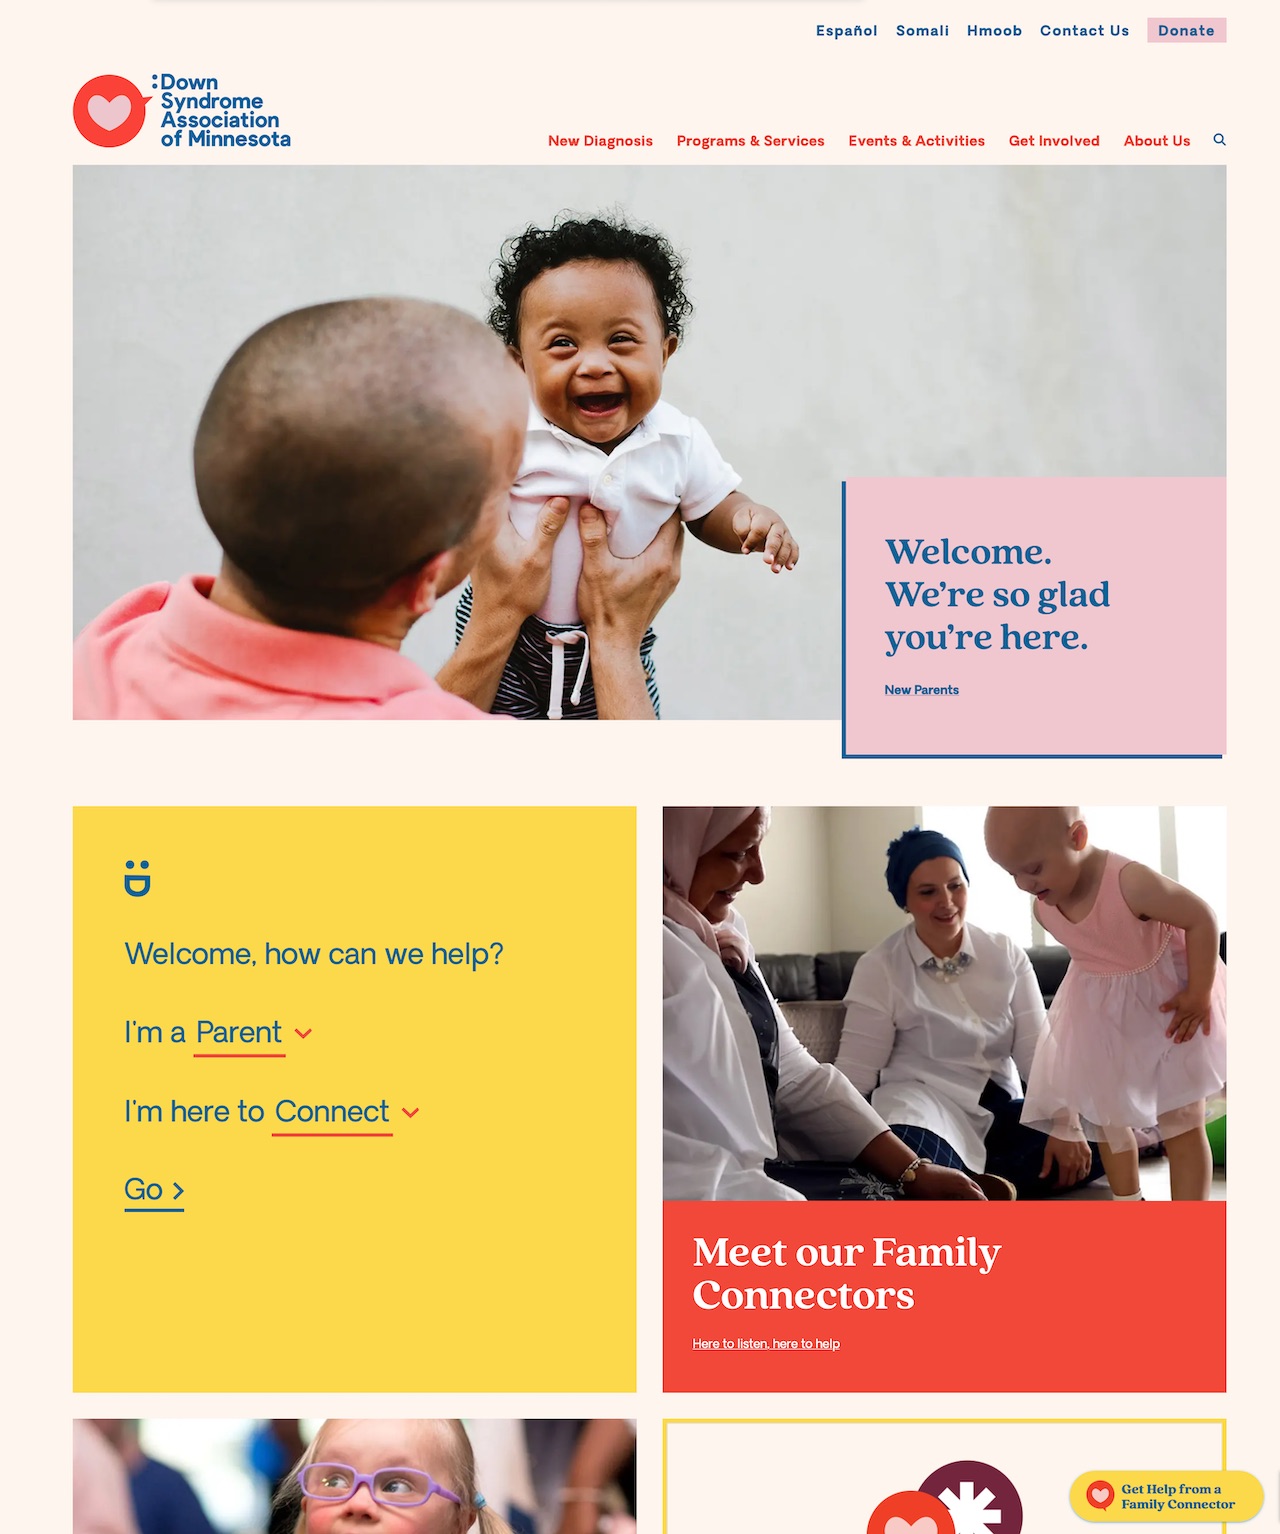 Español Somali Hmoob Contact Us Donate
:Down
Syndrome
Association
of Minnesota
New Diagnosis Programs & Services Events & Activities Get Involved About Us
Welcome.
We’re so glad
you’re here.
New Parents
Welcome, how can we help?
I'm a Parent
I'm here to Connect
Go >
Meet our Family
Connectors
Here to listen, here to help
Get Help from a
Family Connector